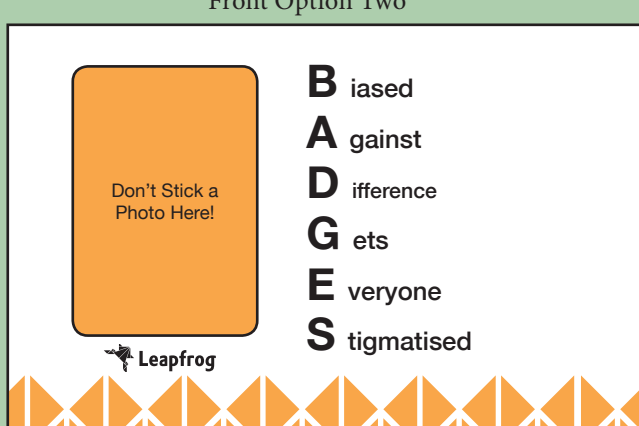 Front Option Two
Don't Stick a
Photo Here!
B iased
A gainst
D ifference
G ets
E veryone
S tigmatised
Leapfrog